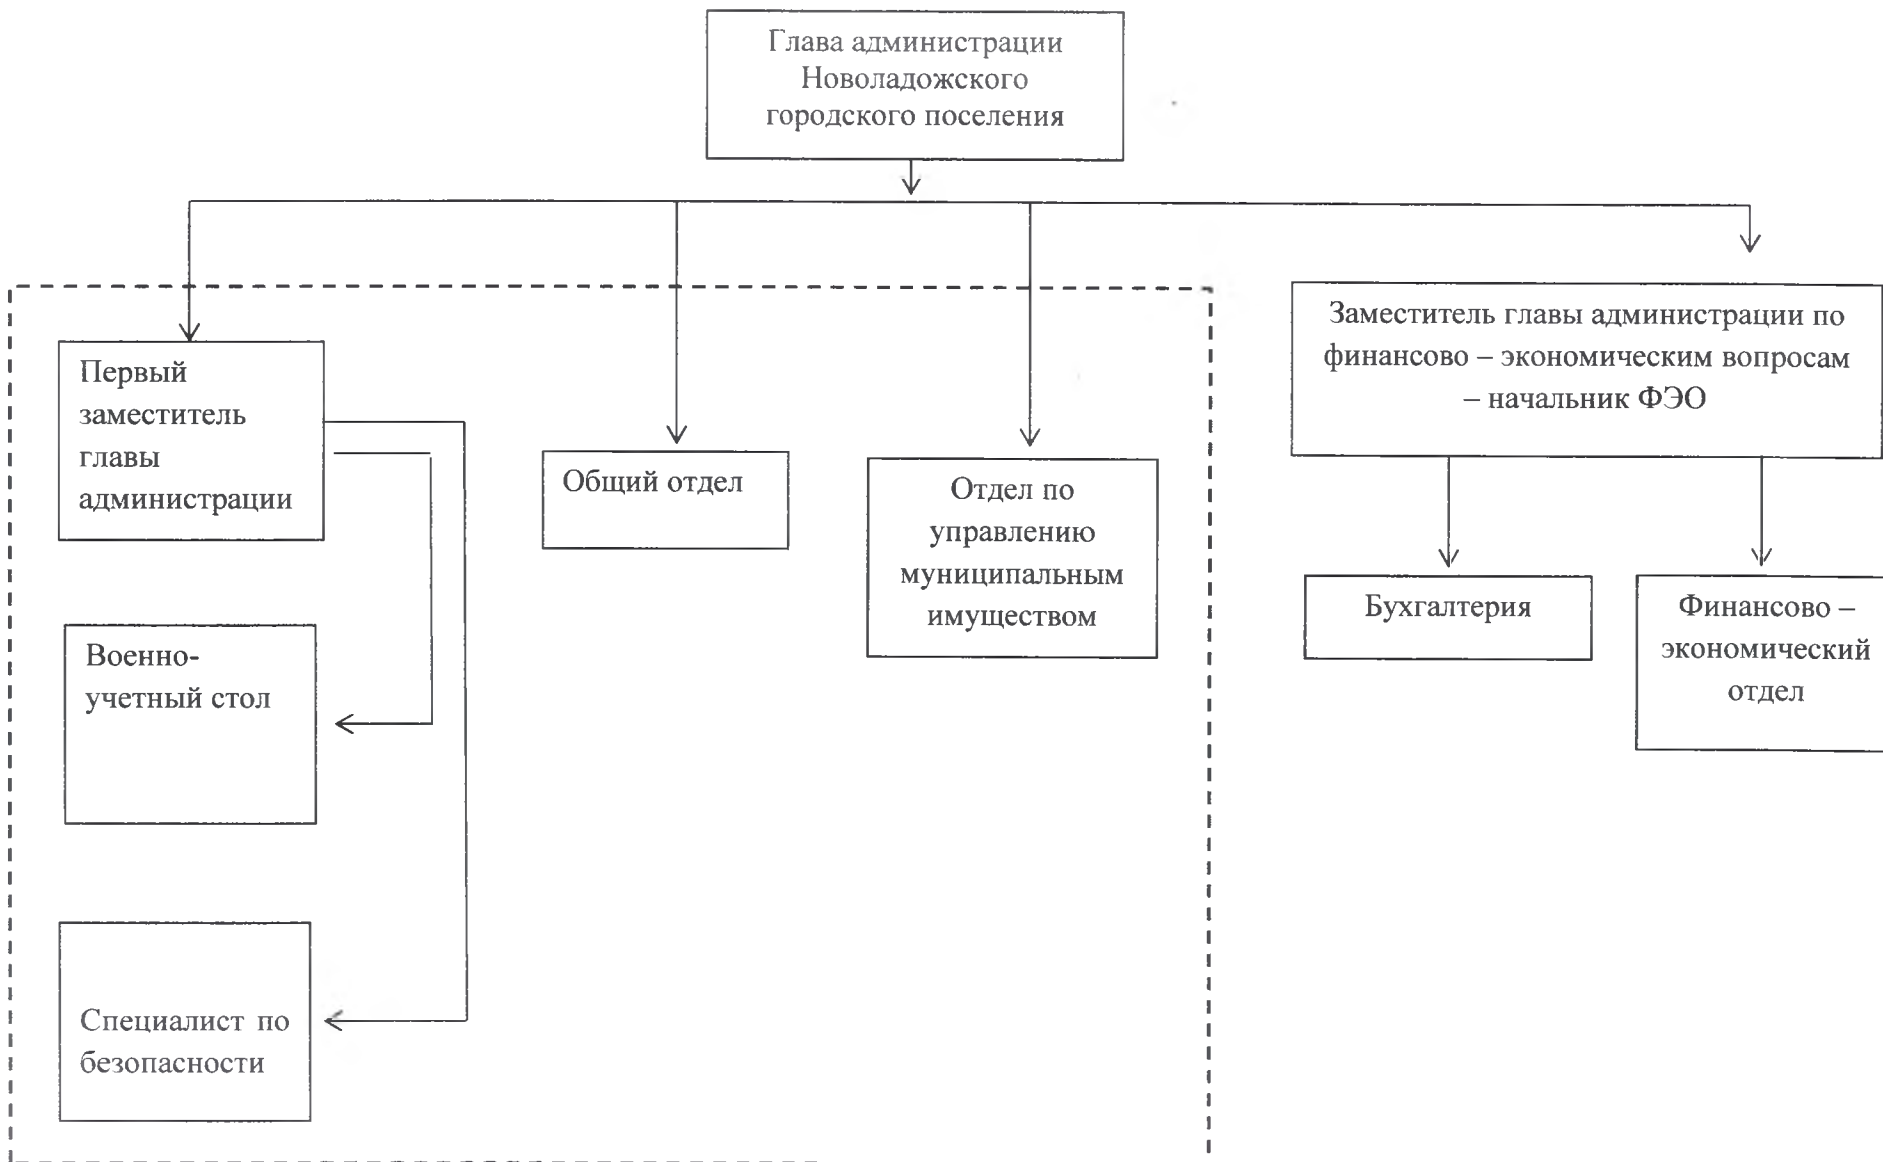 Глава администрации
Новоладожского
городского поселения
Первый
заместитель
главы
администрации
Общий отдел
Отдел по
управлению
муниципальным
имуществом
Заместитель главы администрации по
финансово – экономическим вопросам
– начальник ФЭО
Военно-
учетный стол
Бухгалтерия
Финансово –
экономический
отдел
Специалист по
безопасности